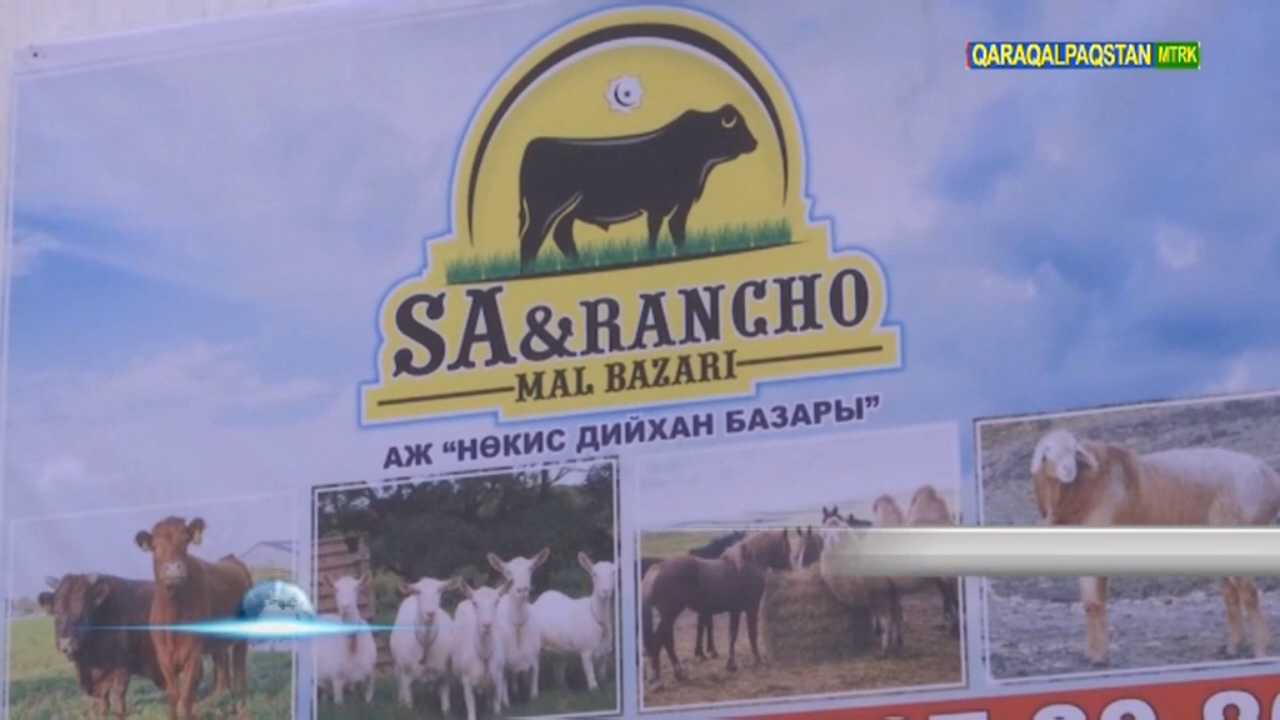 QARAQALPAQSTAN MTRK
SA&RANCHO
MAL BAZARI
АЖ “НӨКИС ДИЙХАН БАЗАРЫ”